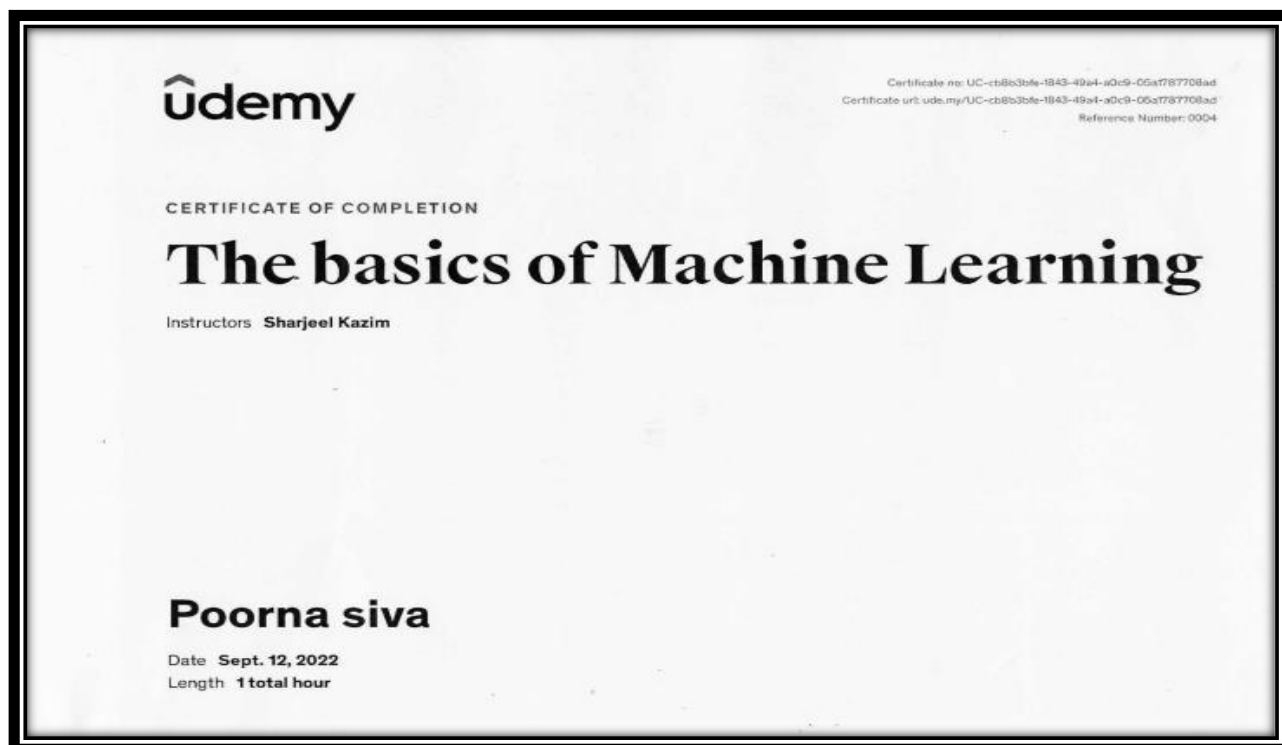 ûdemy
Certificate no: UC-cb8b3bfe-1843-49a4-a0c9-05a1787708ad
Certificate url: ude.my/UC-cb8b3bfe-1843-49a4-a0c9-05a1787708ad
Reference Number: 0004
CERTIFICATE OF COMPLETION
The basics of Machine Learning
Instructors Sharjeel Kazim
Poorna siva
Date Sept. 12, 2022
Length 1 total hour